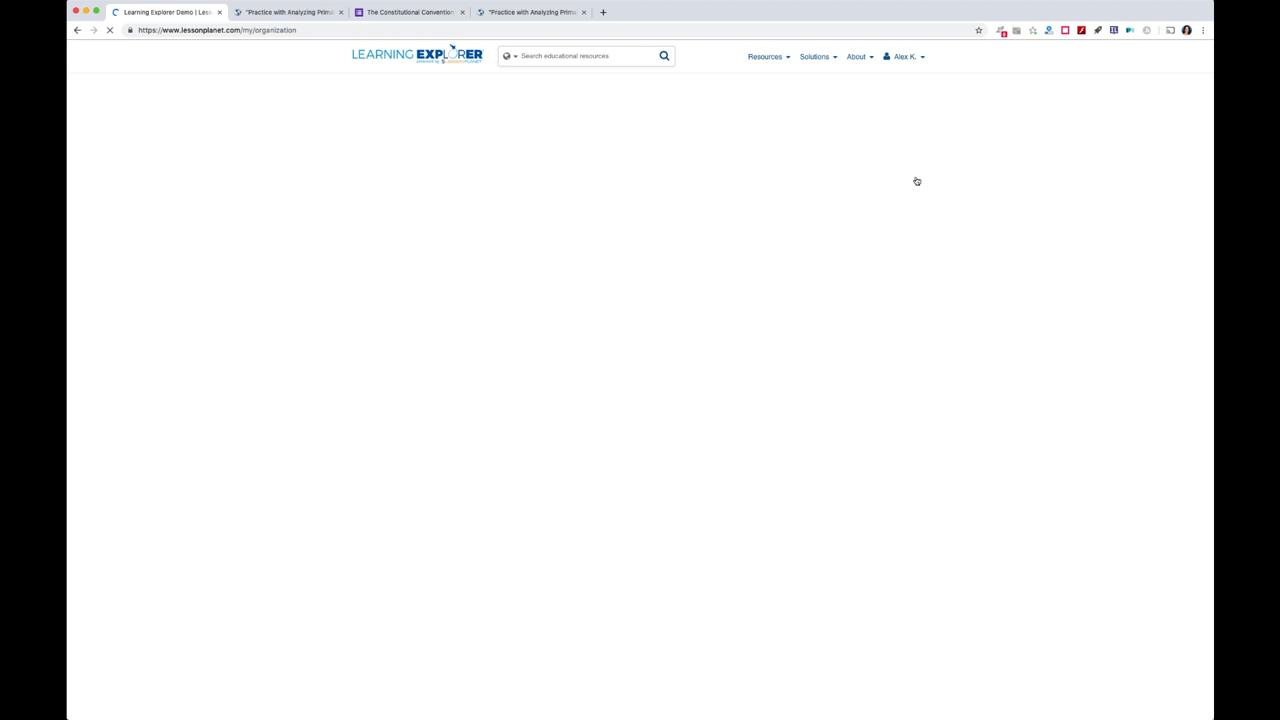 Learning Explorer Demo | Less
"Practice with Analyzing Prima
The Constitutional Convention
"Practice with Analyzing Prima
https://www.lessonplanet.com/my/organization
LEARNING EXPLORER
Search educational resources
Resources
Solutions
About
Alex K.